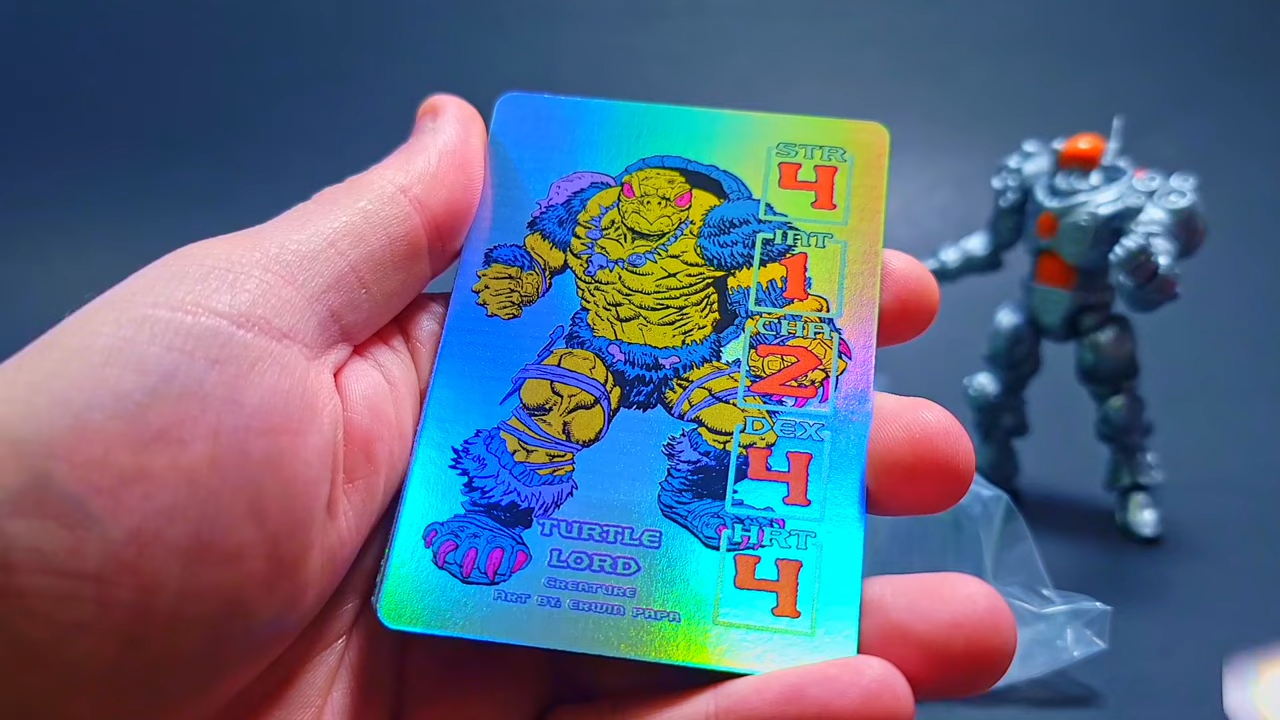 STR
4
INT
1
CHA
2
DEX
4
HRT
4
TURTLE
LORD
CREATURE
ART BY: ERWIN PAPA